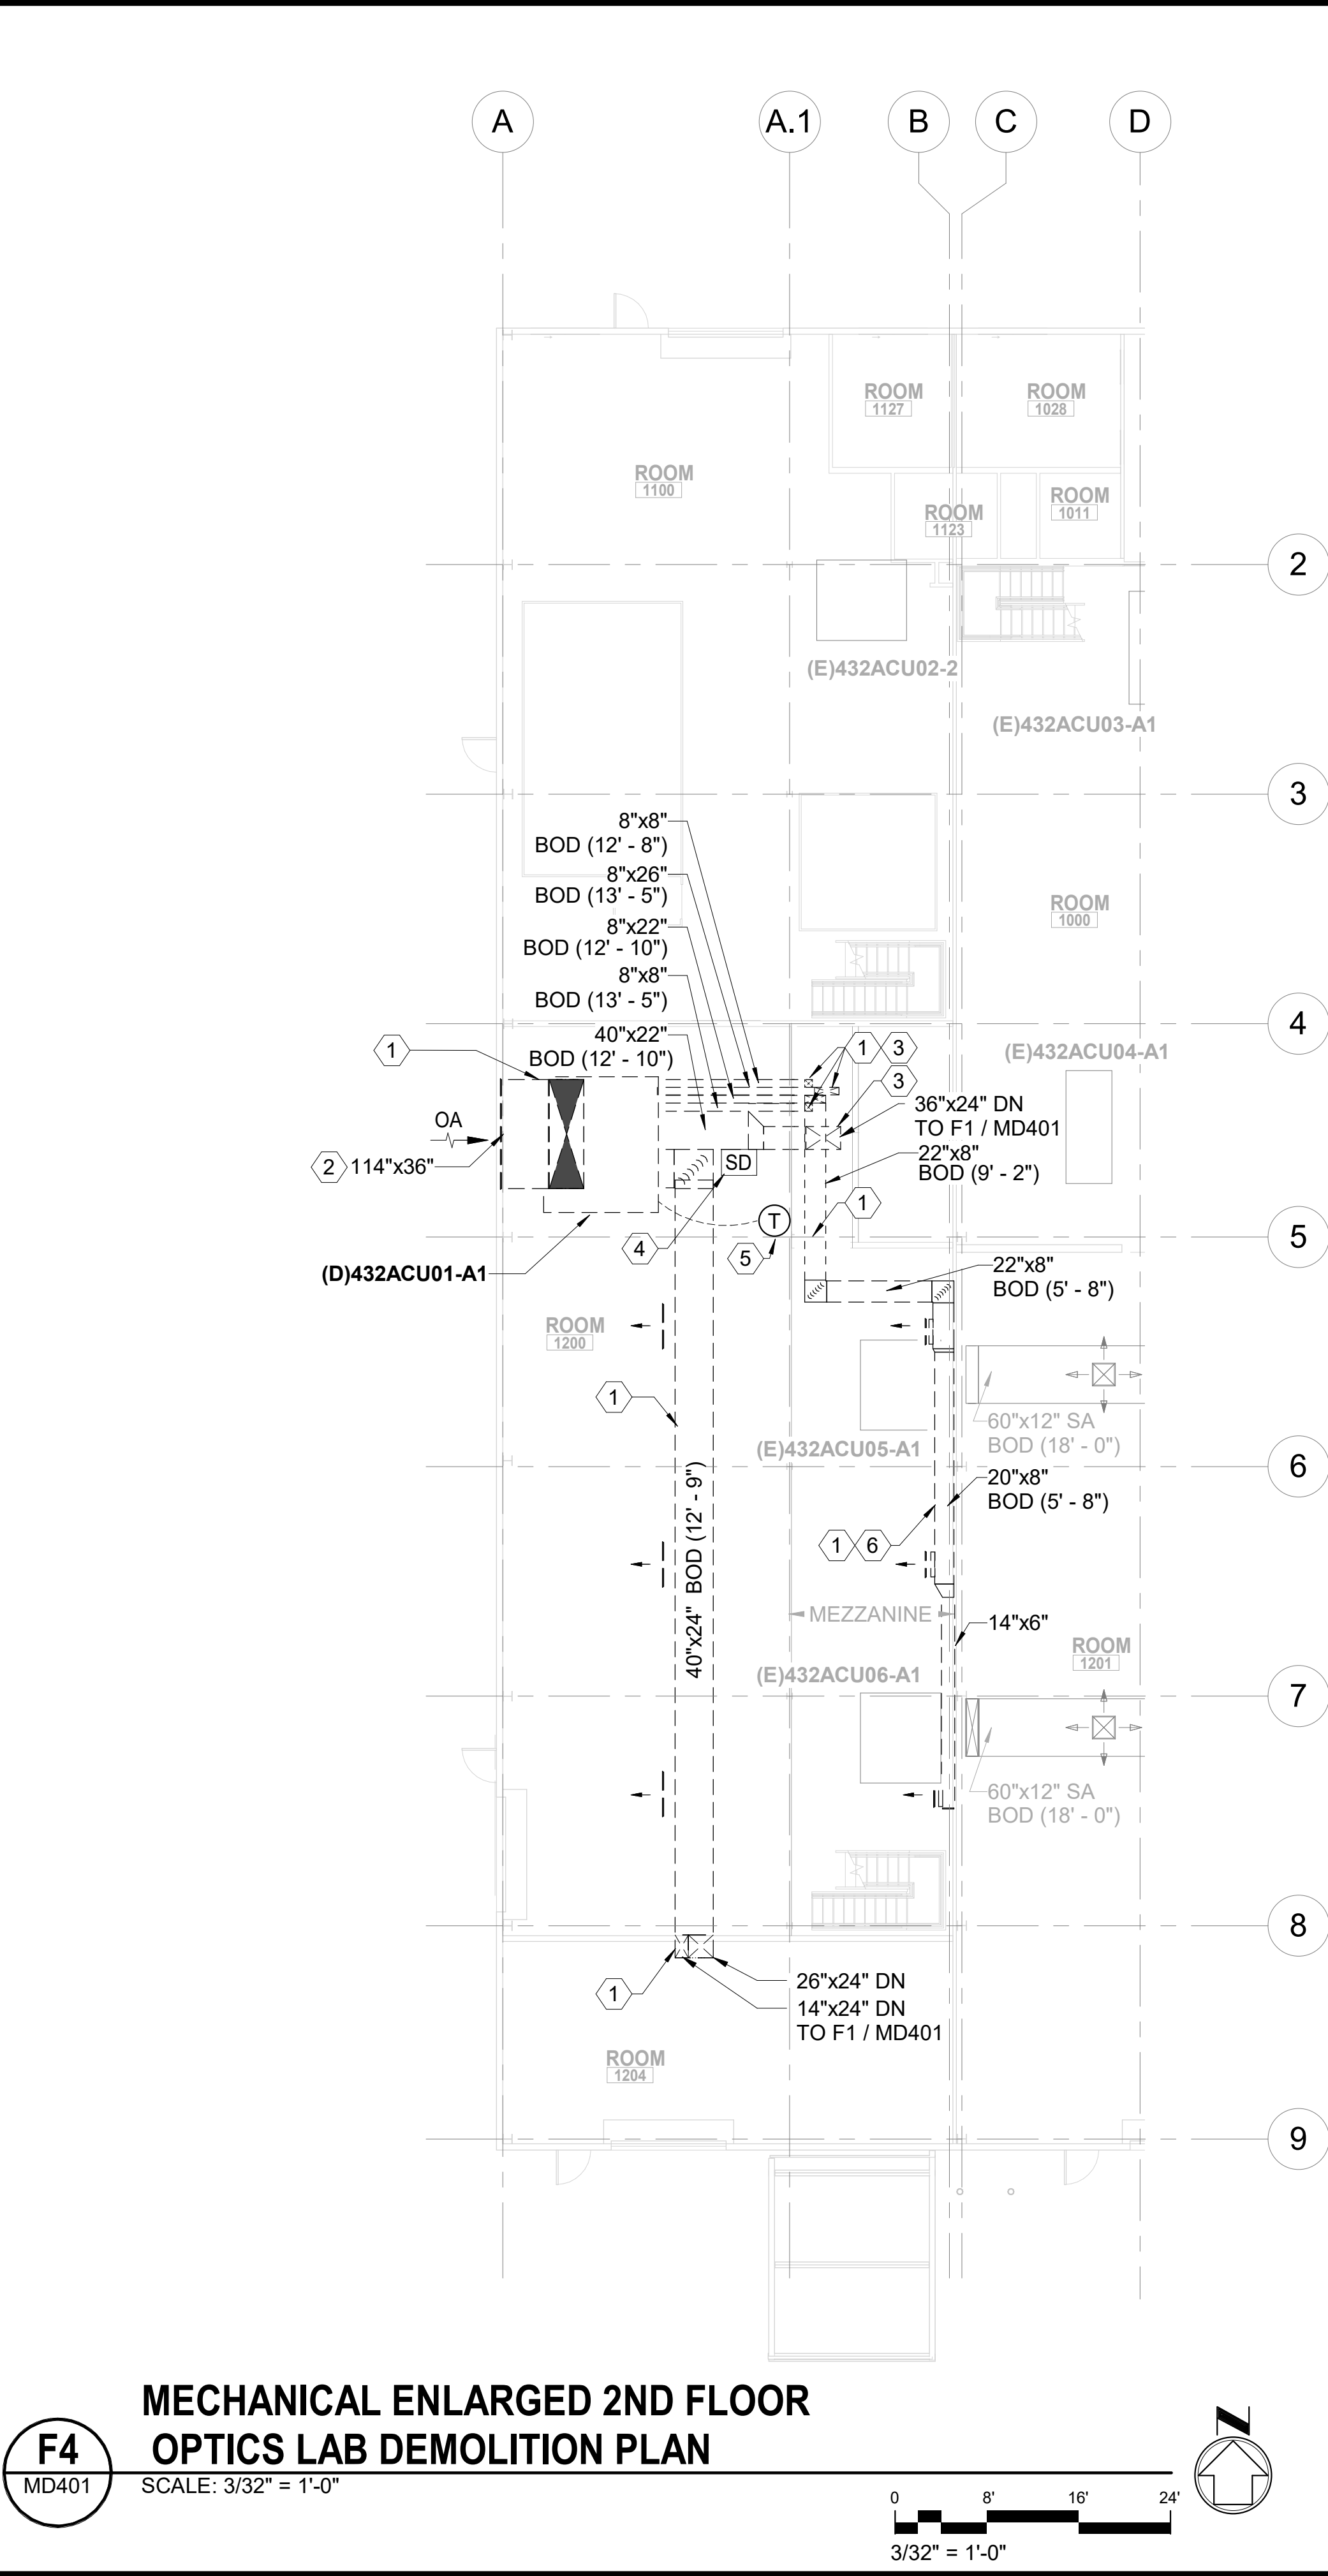 A
A.1
B
C
D
ROOM
1127
ROOM
1028
ROOM
1100
ROOM
1011
ROOM
1123
2
(E)432ACU02-2
(E)432ACU03-A1
3
8"x8"
BOD (12' - 8")
8"x26"
BOD (13' - 5")
8"x22"
BOD (12' - 10")
8"x8"
BOD (13' - 5")
40"x22"
BOD (12' - 10")
ROOM
1000
4
1
1
3
(E)432ACU04-A1
3
36"x24" DN
TO F1 / MD401
OA
2
114"x36"
SD
22"x8"
BOD (9' - 2")
1
T
4
5
5
(D)432ACU01-A1
22"x8"
BOD (5' - 8")
ROOM
1200
1
60"x12" SA
BOD (18' - 0")
(E)432ACU05-A1
6
40"x24" BOD (12' - 9")
20"x8"
BOD (5' - 8")
1
6
MEZZANINE
14"x6"
ROOM
1201
(E)432ACU06-A1
7
60"x12" SA
BOD (18' - 0")
8
1
26"x24" DN
14"x24" DN
TO F1 / MD401
ROOM
1204
9
MECHANICAL ENLARGED 2ND FLOOR
OPTICS LAB DEMOLITION PLAN
F4
MD401
SCALE: 3/32" = 1'-0"
N
0 8' 16' 24'
3/32" = 1'-0"